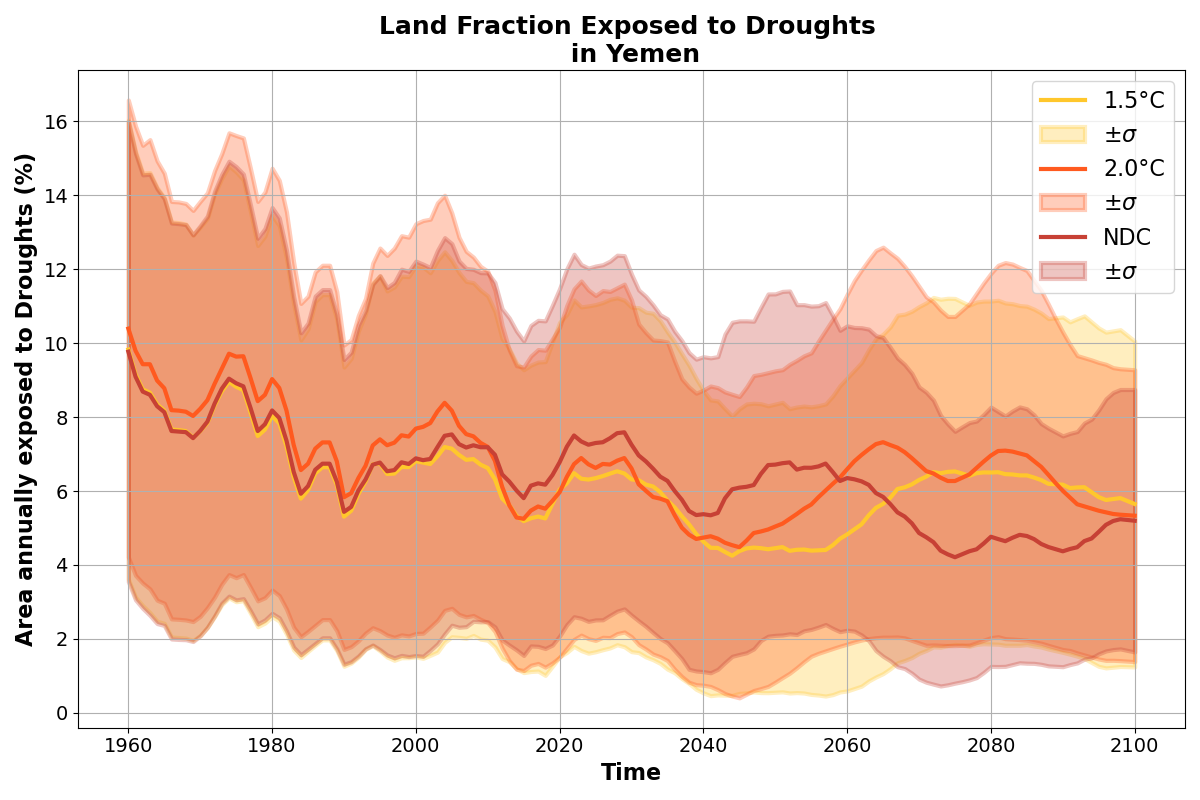 Land Fraction Exposed to Droughts
in Yemen
Area annually exposed to Droughts (%)
16
14
12
10
8
6
4
2
0
1960
1980
2000
2020
2040
2060
2080
2100
Time
1.5°C
±σ
2.0°C
±σ
NDC
±σ